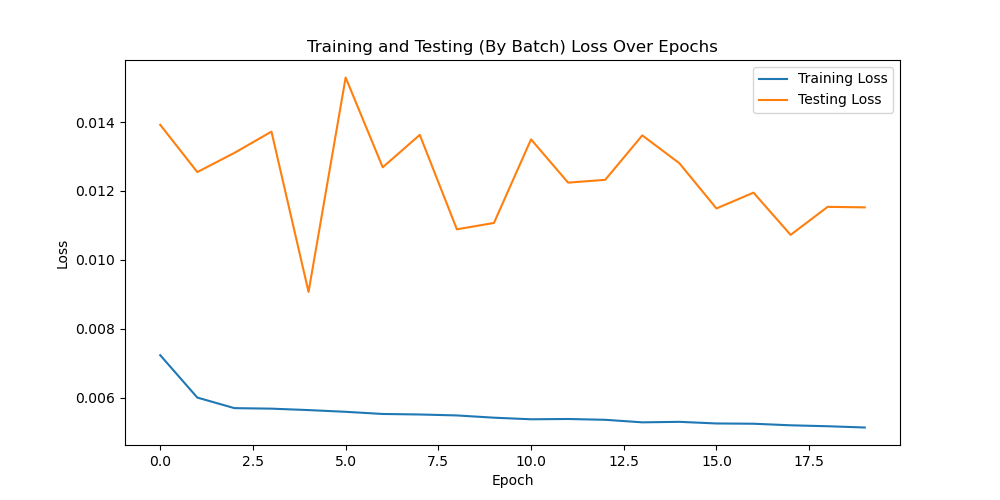 Training and Testing (By Batch) Loss Over Epochs
Training Loss
Testing Loss
0.014
0.012
0.010
0.008
0.006
Loss
0.0 2.5 5.0 7.5 10.0 12.5 15.0 17.5
Epoch